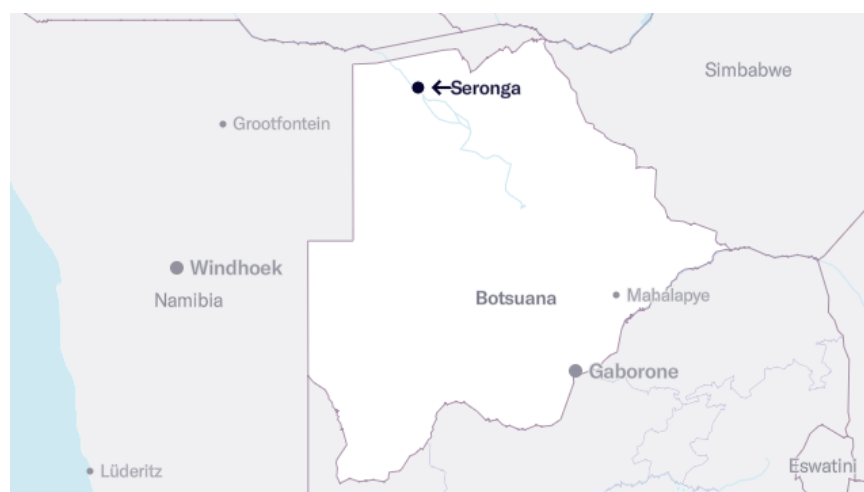 Simbabwe
←Seronga
Grootfontein
Windhoek
Namibia
Botsuana
Mahalapye
Gaborone
Eswatini
Lüderitz